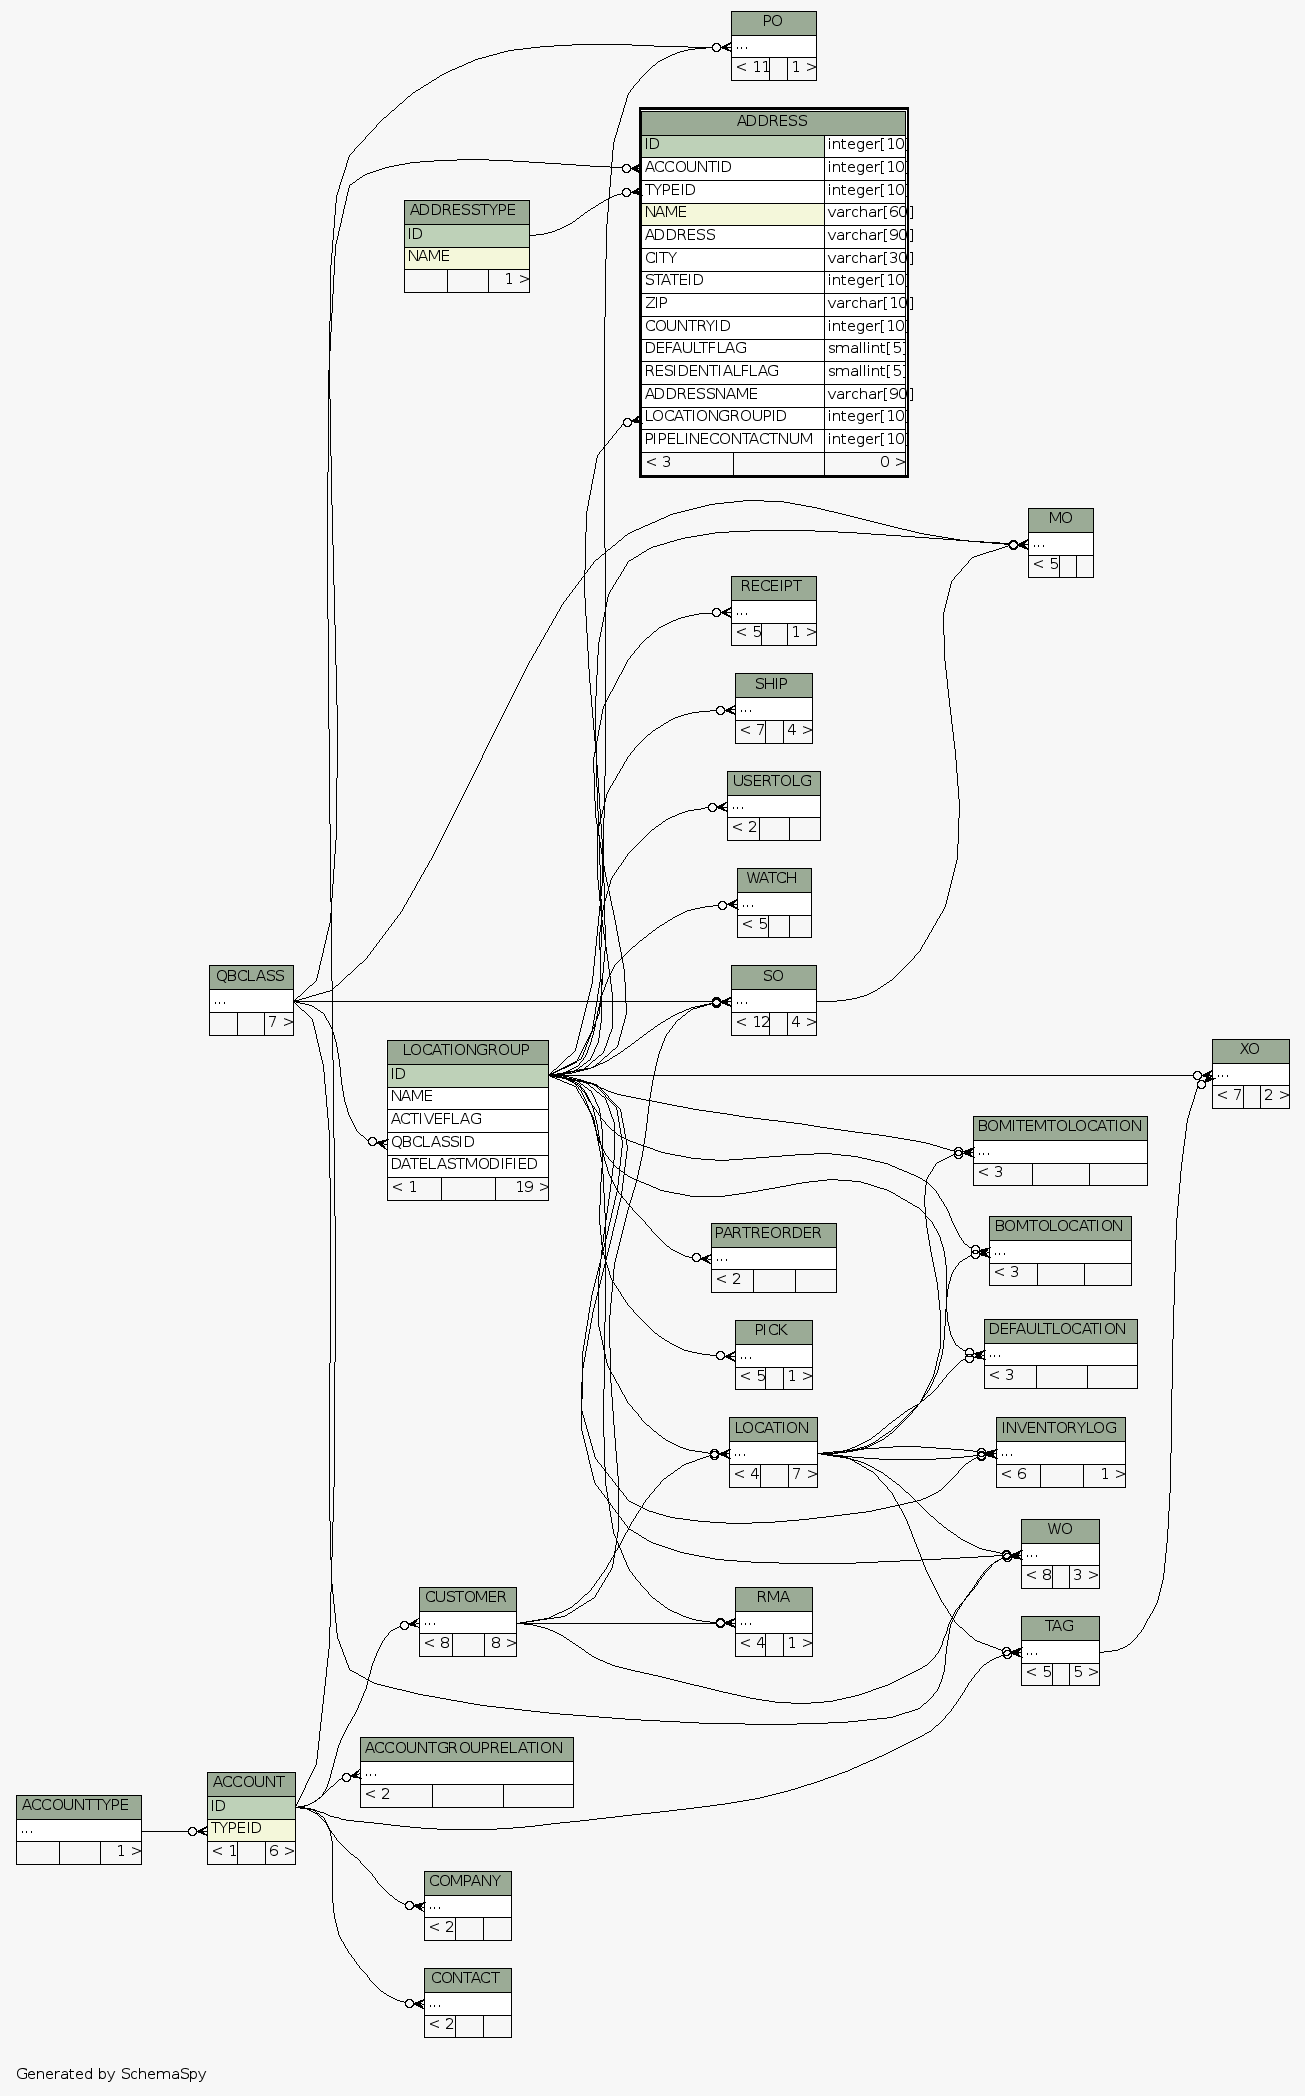 PO
...
< 11 1 >
ADDRESS
ID integer[10]
ACCOUNTID integer[10]
TYPEID integer[10]
NAME varchar[60]
ADDRESS varchar[90]
CITY varchar[30]
STATEID integer[10]
ZIP varchar[10]
COUNTRYID integer[10]
DEFAULTFLAG smallint[5]
RESIDENTIALFLAG smallint[5]
ADDRESSNAME varchar[90]
LOCATIONGROUPID integer[10]
PIPELINECONTACTNUM integer[10]
< 3 0 >
ADDRESSTYPE
ID
NAME
1 >
MO
...
< 5
RECEIPT
...
< 5 1 >
SHIP
...
< 7 4 >
USERTOLG
...
< 2
WATCH
...
< 5
QBCLASS
...
7 >
SO
...
< 12 4 >
LOCATIONGROUP
ID
NAME
ACTIVEFLAG
QBCLASSID
DATELASTMODIFIED
< 1 19 >
XO
...
< 7 2 >
BOMITEMTOLOCATION
...
< 3
BOMTOLOCATION
...
< 3
PARTREORDER
...
< 2
DEFAULTLOCATION
...
< 3
PICK
...
< 5 1 >
LOCATION
...
< 4 7 >
INVENTORYLOG
...
< 6 1 >
WO
...
< 8 3 >
CUSTOMER
...
< 8 8 >
RMA
...
< 4 1 >
TAG
...
< 5 5 >
ACCOUNTGROUPRELATION
...
< 2
ACCOUNT
ID
TYPEID
< 1 6 >
ACCOUNTTYPE
...
1 >
COMPANY
...
< 2
CONTACT
...
< 2
Generated by SchemaSpy